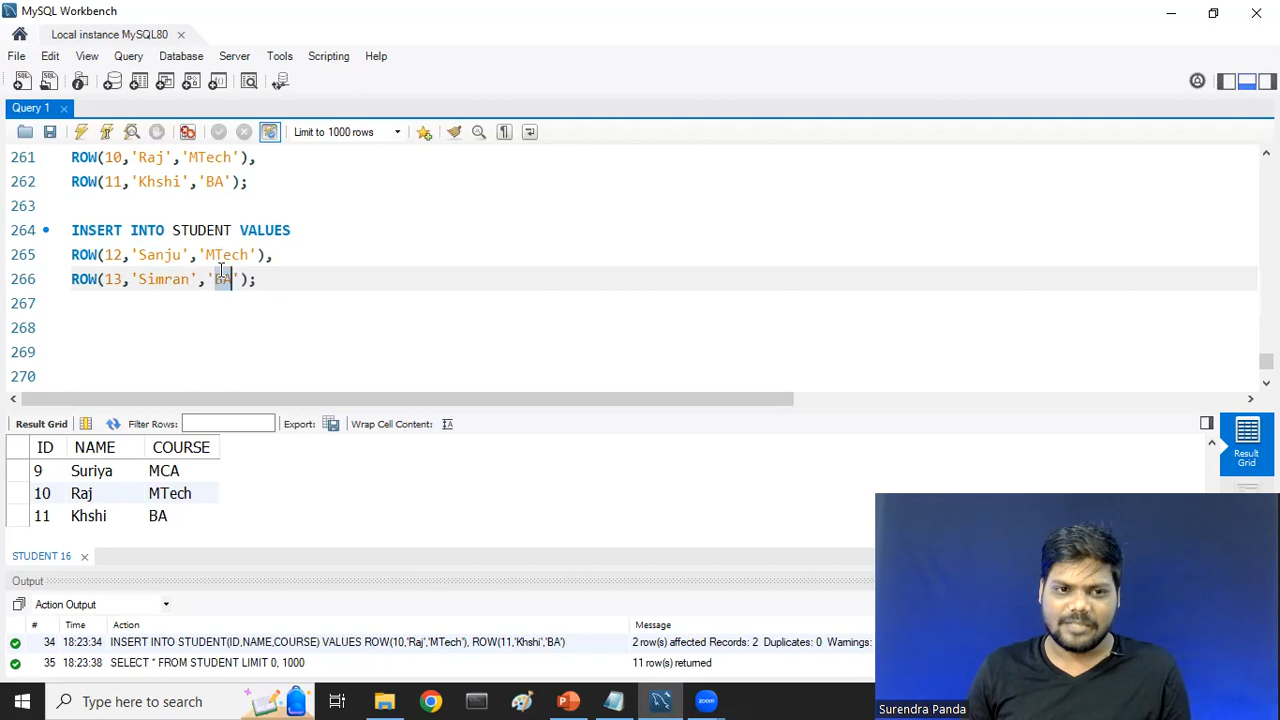 MySQL Workbench
Local instance MySQL80
File Edit View Query Database Server Tools Scripting Help
Query 1
Limit to 1000 rows
261 ROW(10,'Raj','MTech'),
262 ROW(11,'Khshi','BA');
263
264 INSERT INTO STUDENT VALUES
265 ROW(12,'Sanju','MTech'),
266 ROW(13,'Simran','BA');
267
268
269
270
Result Grid Filter Rows: Export: Wrap Cell Content:
ID NAME COURSE
9 Suriya MCA
10 Raj MTech
11 Khshi BA
Result
Grid
STUDENT 16
Output
Action Output
# Time Action Message
34 18:23:34 INSERT INTO STUDENT(ID,NAME,COURSE) VALUES ROW(10,'Raj','MTech'), ROW(11,'Khshi','BA') 2 row(s) affected Records: 2 Duplicates: 0 Warnings:
35 18:23:38 SELECT * FROM STUDENT LIMIT 0, 1000 11 row(s) returned
Type here to search
zoom
Surendra Panda